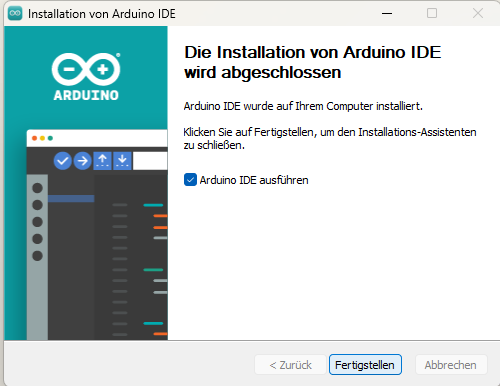 Installation von Arduino IDE
ARDUINO
Die Installation von Arduino IDE
wird abgeschlossen
Arduino IDE wurde auf Ihrem Computer installiert.
Klicken Sie auf Fertigstellen, um den Installations-Assistenten
zu schließen.
Arduino IDE ausführen
< Zurück
Fertigstellen
Abbrechen